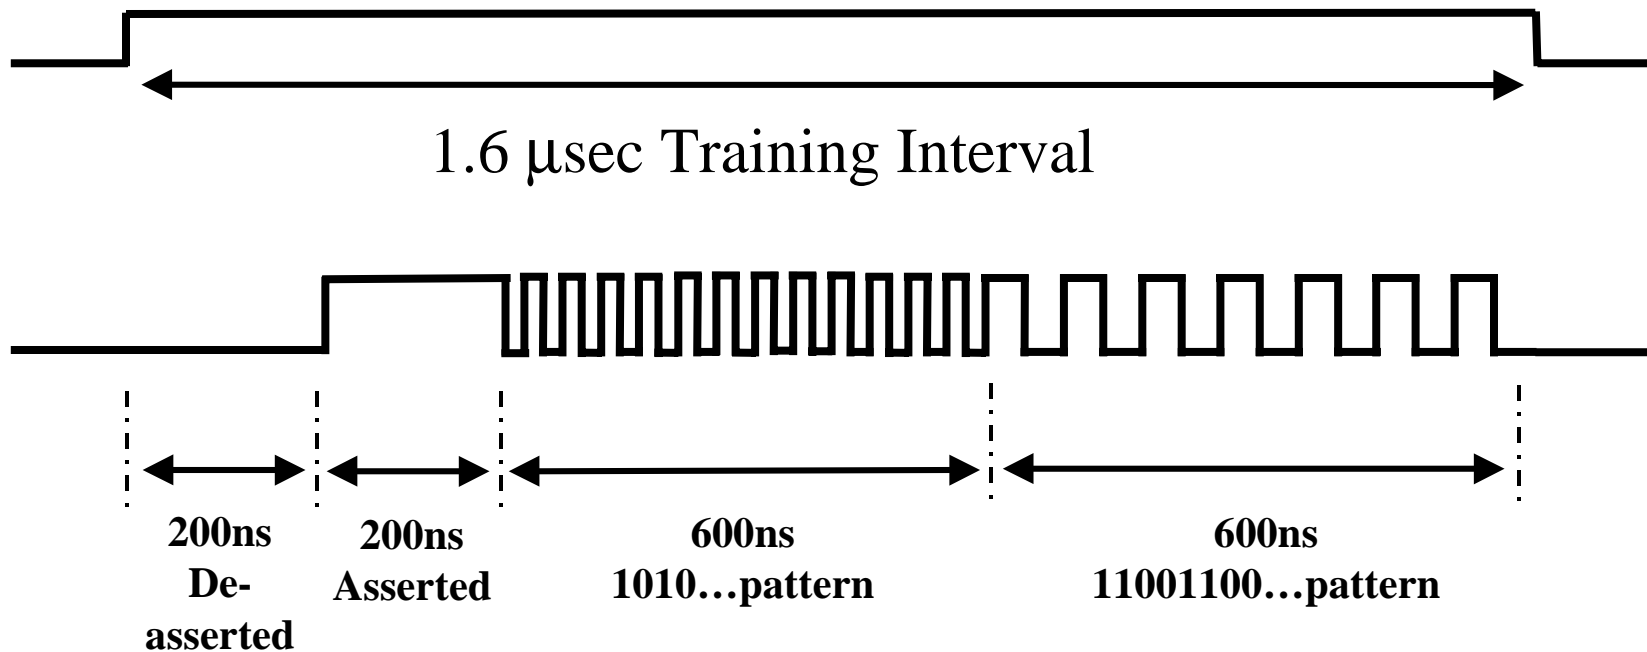 1.6 μsec Training Interval
200ns
De-
asserted
200ns
Asserted
600ns
1010…pattern
600ns
11001100…pattern